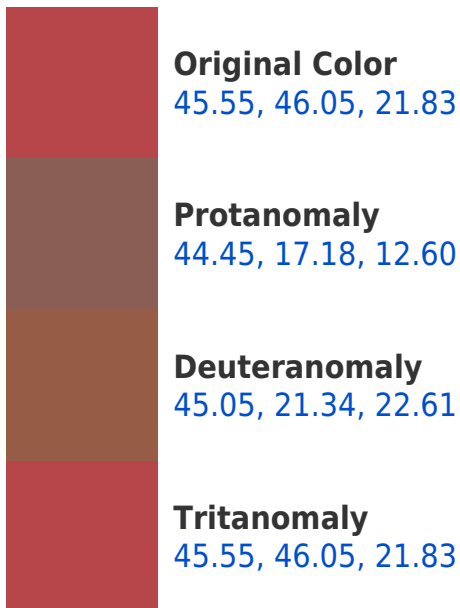 Original Color
45.55, 46.05, 21.83
Protanomaly
44.45, 17.18, 12.60
Deuteranomaly
45.05, 21.34, 22.61
Tritanomaly
45.55, 46.05, 21.83